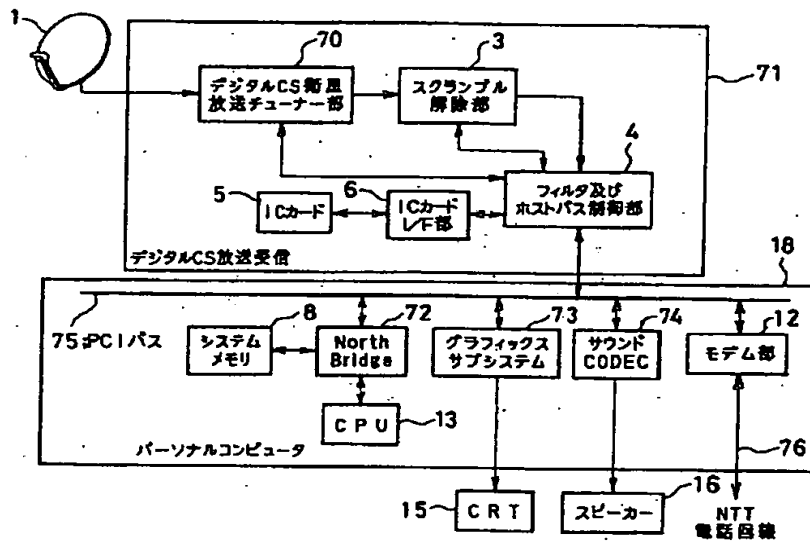 1
70
デジタルCS衛星
放送チューナー部
3
スクランブル
解除部
71
4
フィルタ及び
ホストバス制御部
5
ICカード
6
ICカード
I/F部
デジタルCS放送受信
18
75:PCIバス
8
システム
メモリ
72
North
Bridge
73
グラフィックス
サブシステム
74
サウンド
CODEC
12
モデム部
CPU
13
パーソナルコンピュータ
76
15
CRT
16
スピーカー
NTT
電話回線